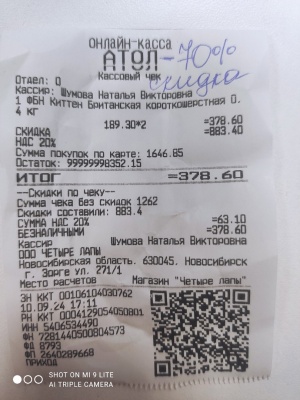 ОНЛАЙН-КАССА
АТОЛ -70%
скидка
Кассовый чек
Отдел: 0
Кассир: Шумова Наталья Викторовна
1 ФБН Киттен Британская короткошерстная 0.
4 КГ
189.30*2 =378.60
СКИДКА =883.40
НДС 20%
Сумма покупок по карте: 1646.85
Остаток: 99999998352.15
ИТОГ =378.60
--Скидки по чеку--
Сумма чека без скидок 1262
Скидки составили: 883.4
СУММА НДС 20% =63.10
БЕЗНАЛИЧНЫМИ =378.60
Кассир Шумова Наталья Викторовна
ООО ЧЕТЫРЕ ЛАПЫ
Новосибирская область. 630045. Новосибирск
г. Зорге ул. 271/1
Место расчетов Магазин "Четыре лапы"
ЗН ККТ 00106104030762
10.09.24 17:11
РН ККТ 0004129054050801
ИНН 5406534490
ФН 7281440500804573
ФД 8793
ФП 2640289668
ПРИХОД
SHOT ON MI 9 LITE
AI TRIPLE CAMERA